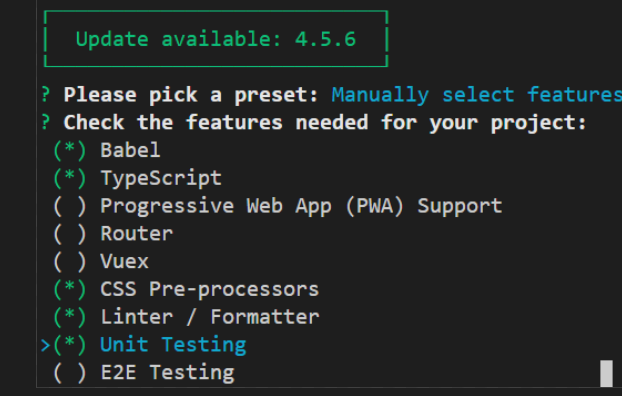 Update available: 4.5.6
? Please pick a preset: Manually select features
? Check the features needed for your project:
(*) Babel
(*) TypeScript
( ) Progressive Web App (PWA) Support
( ) Router
( ) Vuex
(*) CSS Pre-processors
(*) Linter / Formatter
>(*) Unit Testing
( ) E2E Testing